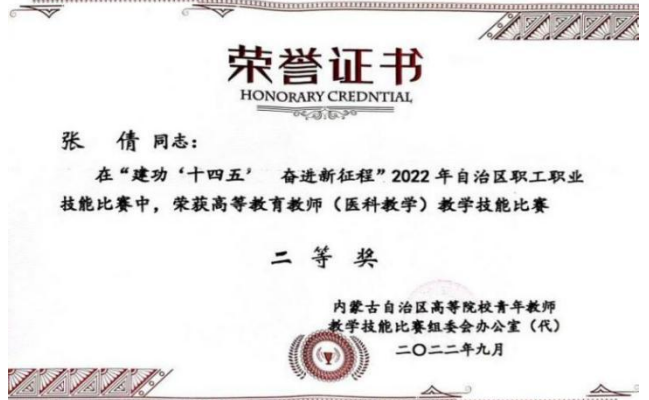 荣誉证书
HONORARY CREDNTIAL
张 倩 同志：
在“建功‘十四五’ 奋进新征程”2022年自治区职工职业
技能比赛中，荣获高等教育教师（医科教学）教学技能比赛
二 等 奖
内蒙古自治区高等院校青年教师
教学技能比赛组委会办公室（代）
二〇二二年九月